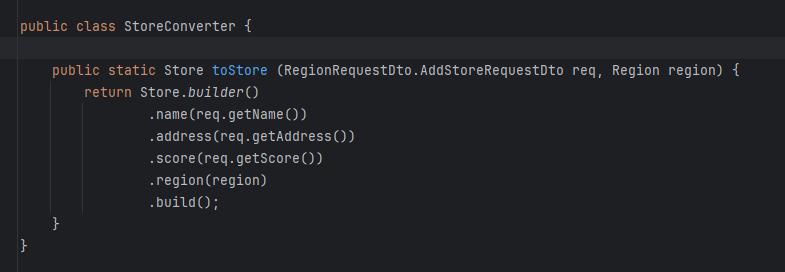 public class StoreConverter {
public static Store toStore (RegionRequestDto.AddStoreRequestDto req, Region region) {
return Store.builder()
.name(req.getName())
.address(req.getAddress())
.score(req.getScore())
.region(region)
.build();
}
}